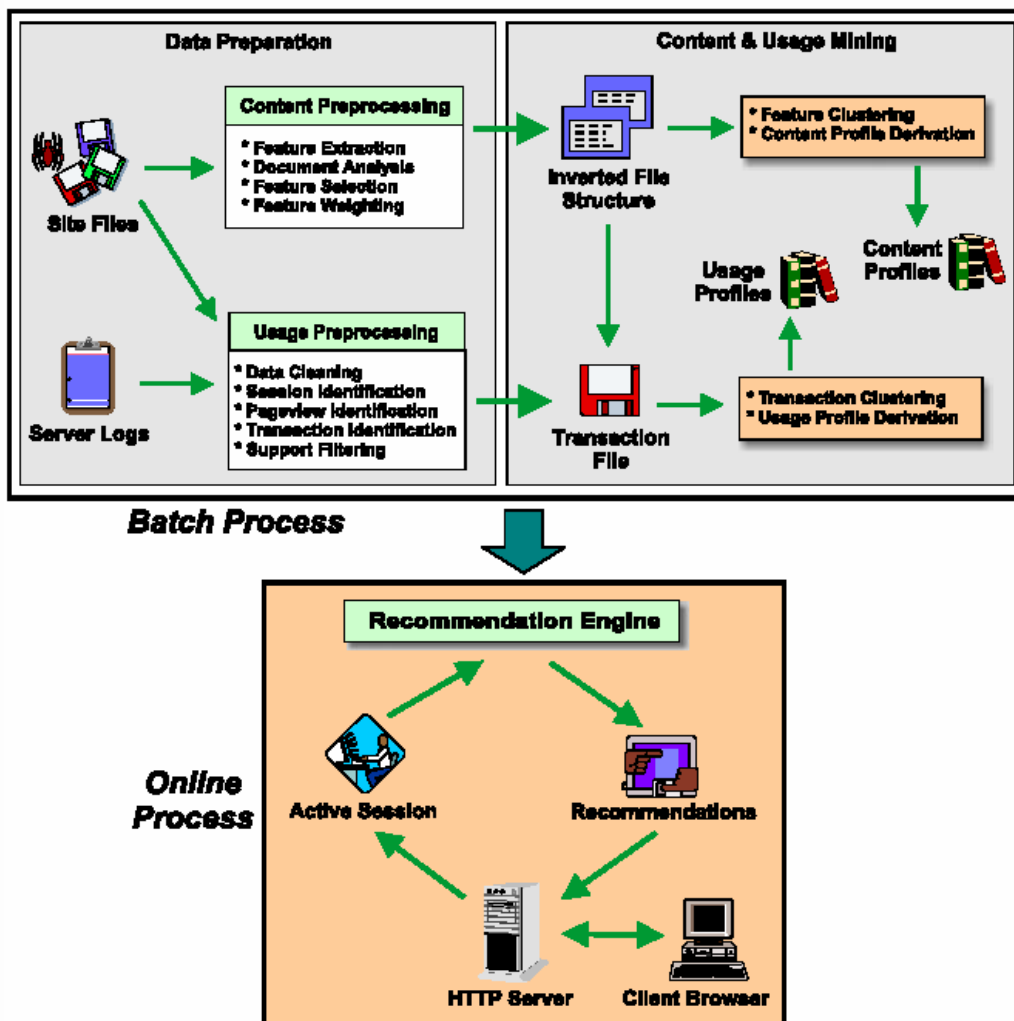 Data Preparation
Content & Usage Mining
Content Preprocessing
* Feature Extraction
* Document Analysis
* Feature Selection
* Feature Weighting
Site Files
Inverted File
Structure
* Feature Clustering
* Content Profile Derivation
Usage
Profiles
Content
Profiles
Usage Preprocessing
* Data Cleaning
* Session Identification
* Pageview Identification
* Transaction Identification
* Support Filtering
Server Logs
Transaction
File
* Transaction Clustering
* Usage Profile Derivation
Batch Process
Recommendation Engine
Online
Process
Active Session
Recommendations
HTTP Server
Client Browser